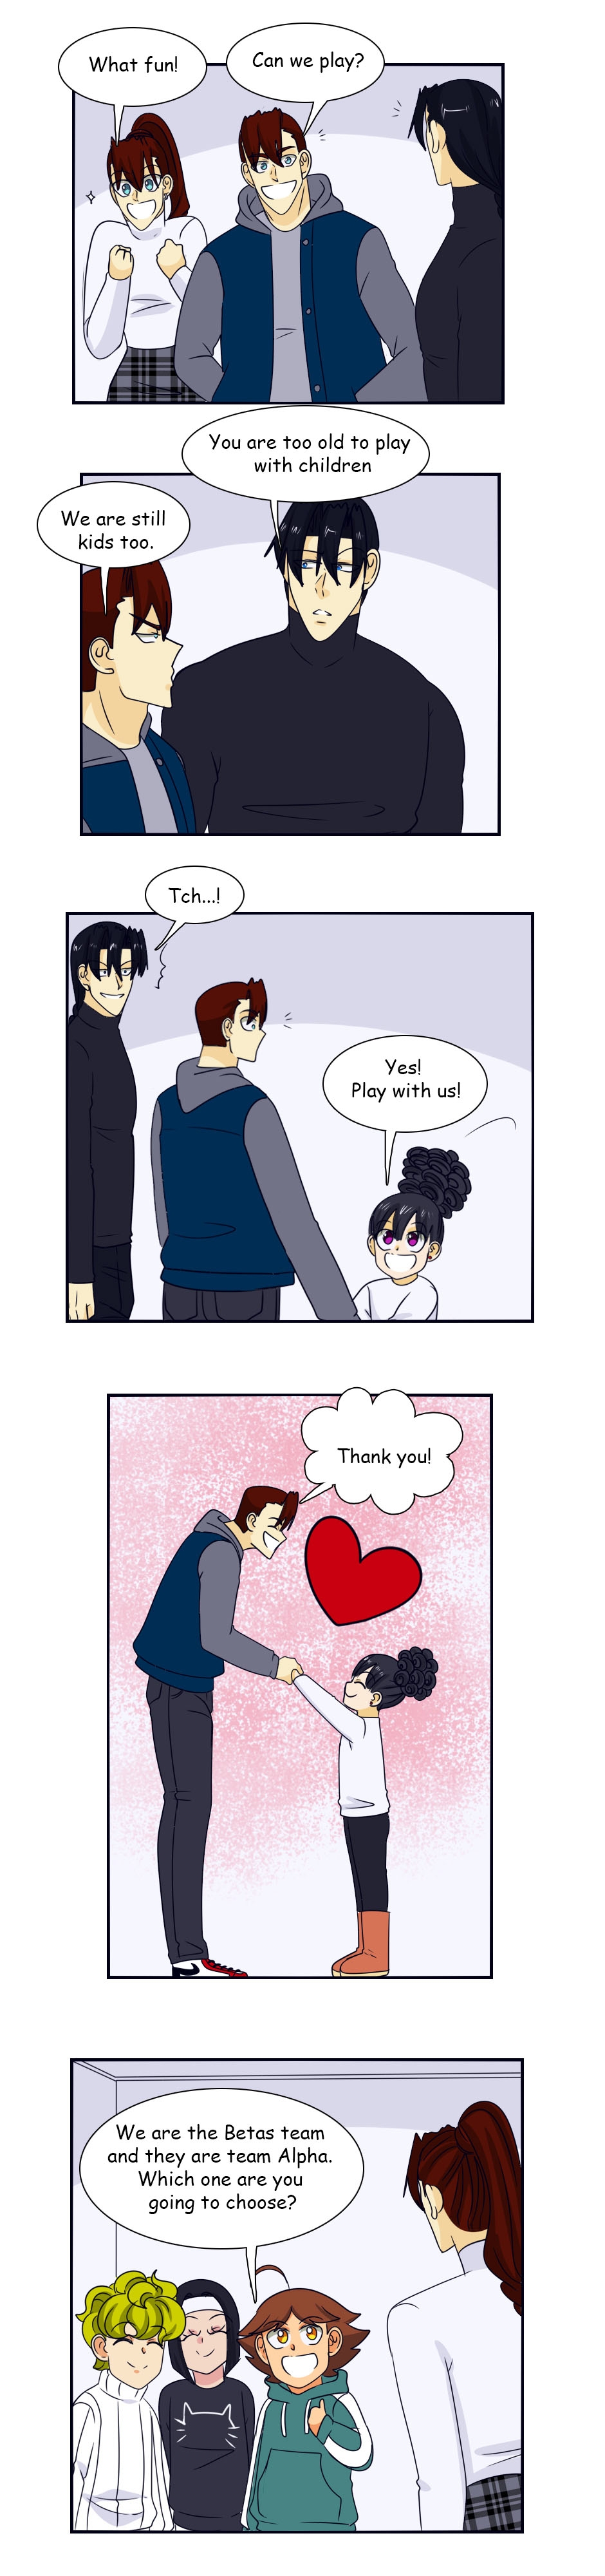 What fun!
Can we play?
You are too old to play
with children
We are still
kids too.
Tch...!
Yes!
Play with us!
Thank you!
We are the Betas team
and they are team Alpha.
Which one are you
going to choose?